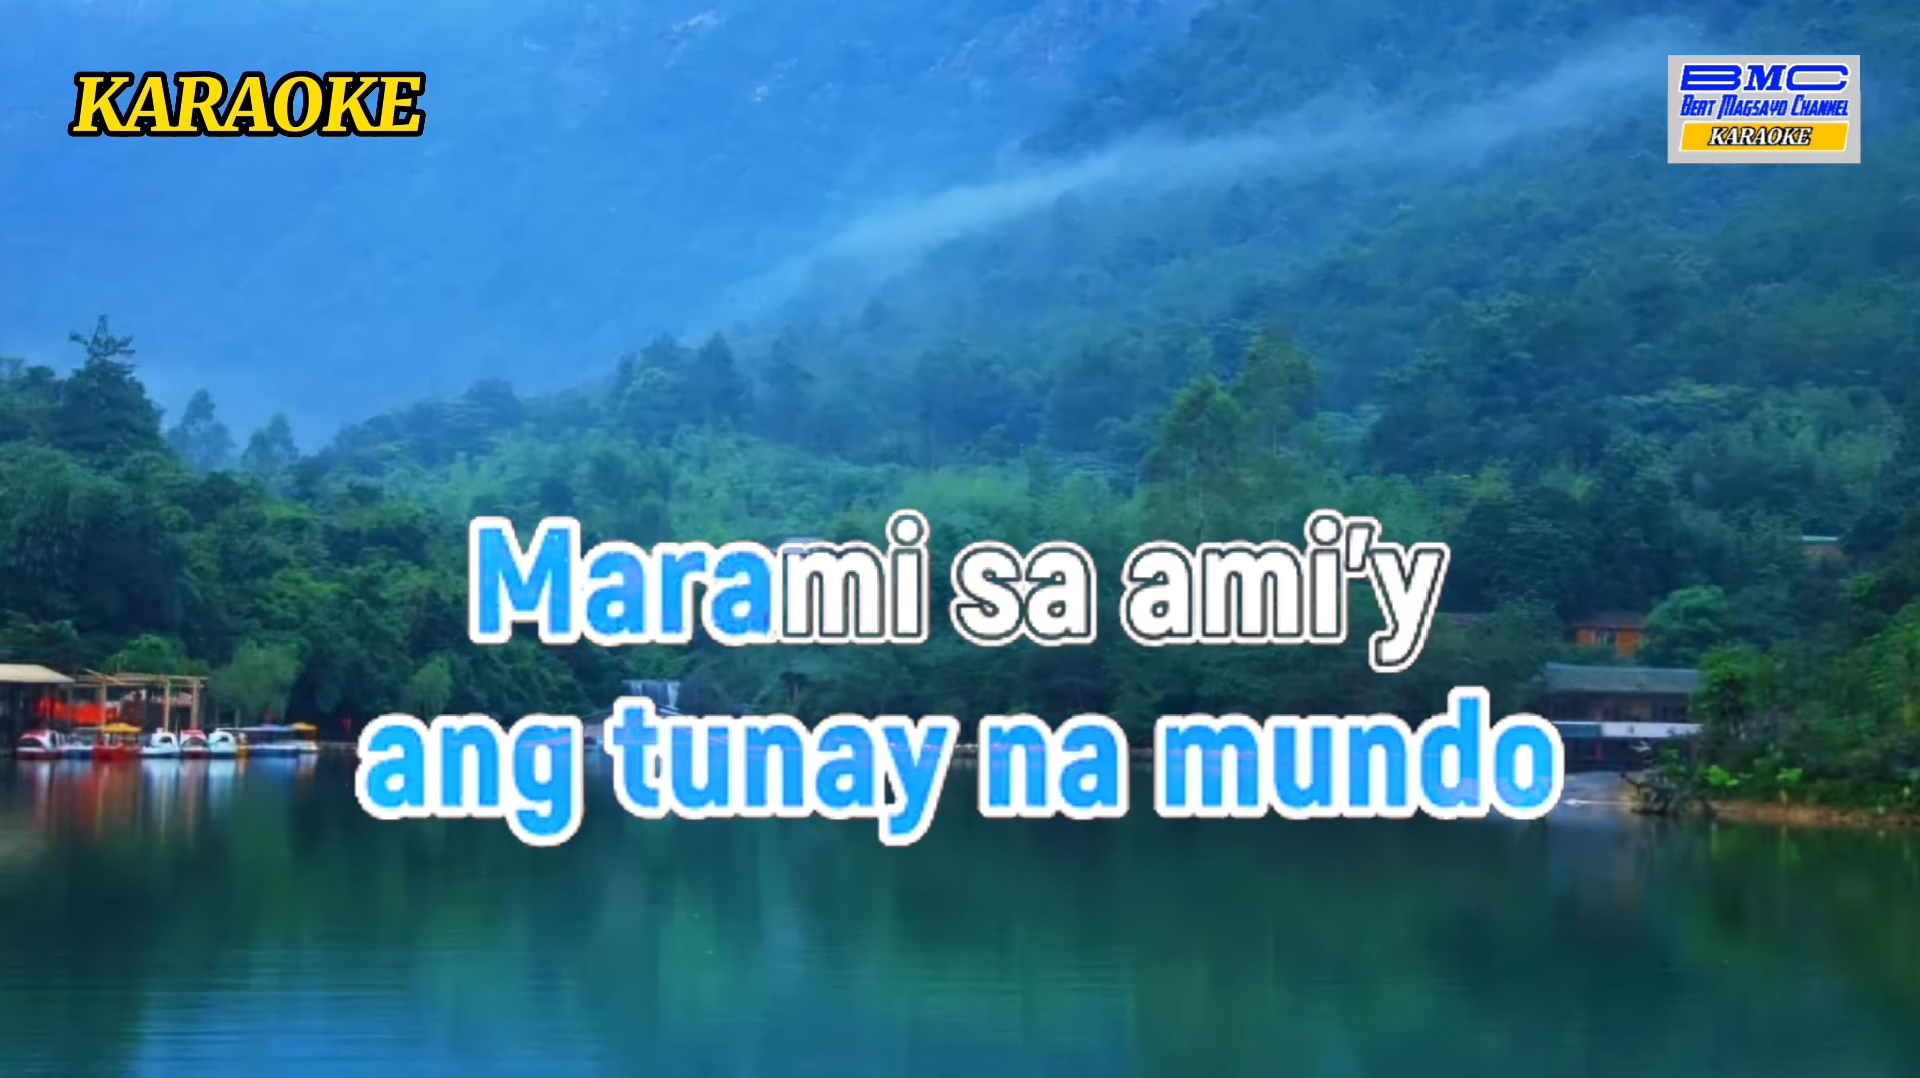 KARAOKE
BMC
BERT MAGSAYO CHANNEL
KARAOKE
Marami sa ami'y
ang tunay na mundo